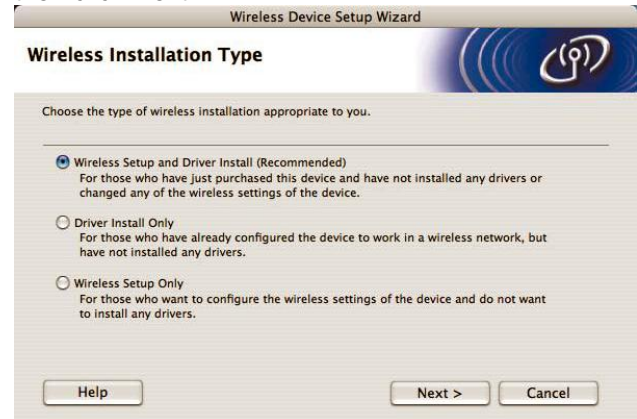 Wireless Device Setup Wizard
Wireless Installation Type
Choose the type of wireless installation appropriate to you.
Wireless Setup and Driver Install (Recommended)
For those who have just purchased this device and have not installed any drivers or
changed any of the wireless settings of the device.
Driver Install Only
For those who have already configured the device to work in a wireless network, but
have not installed any drivers.
Wireless Setup Only
For those who want to configure the wireless settings of the device and do not want
to install any drivers.
Help
Next >
Cancel